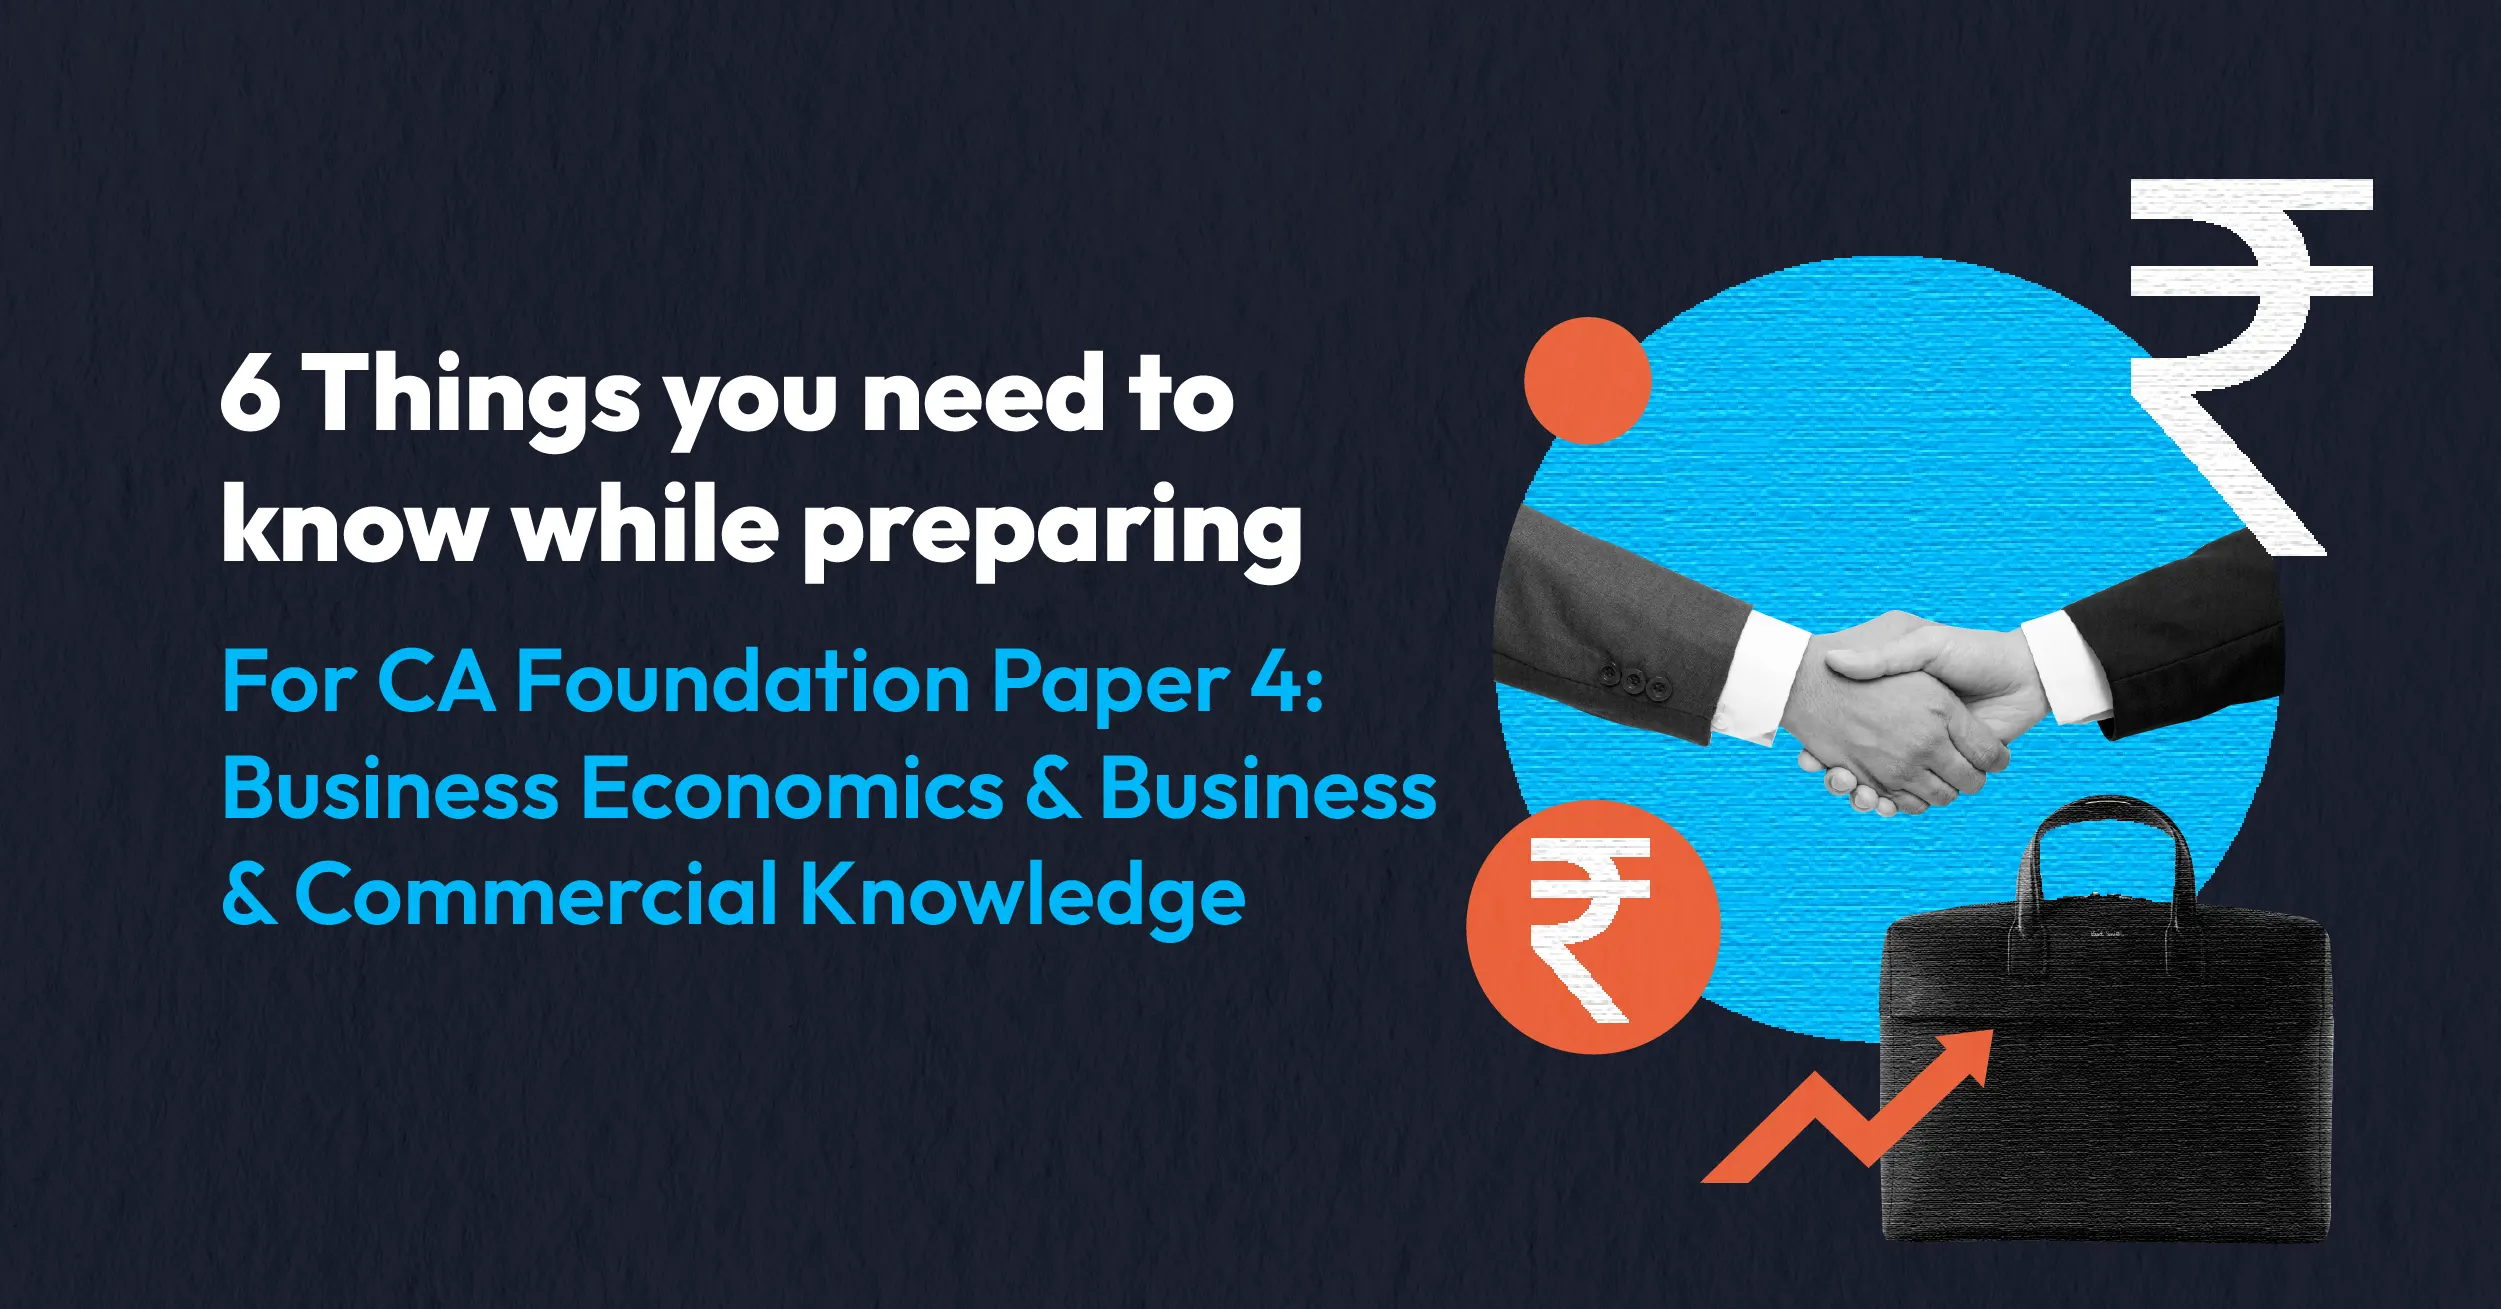 6 Things you need to
know while preparing
For CA Foundation Paper 4:
Business Economics & Business
& Commercial Knowledge
₹
₹